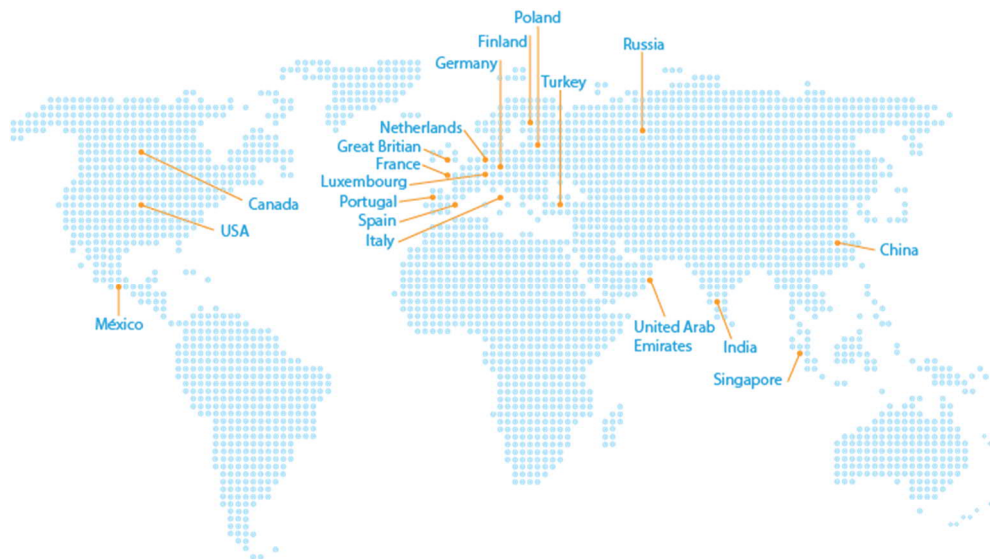 Poland
Finland
Russia
Germany
Turkey
Netherlands
Great Britian
France
Luxembourg
Portugal
Spain
Italy
Canada
USA
México
China
United Arab
Emirates
India
Singapore